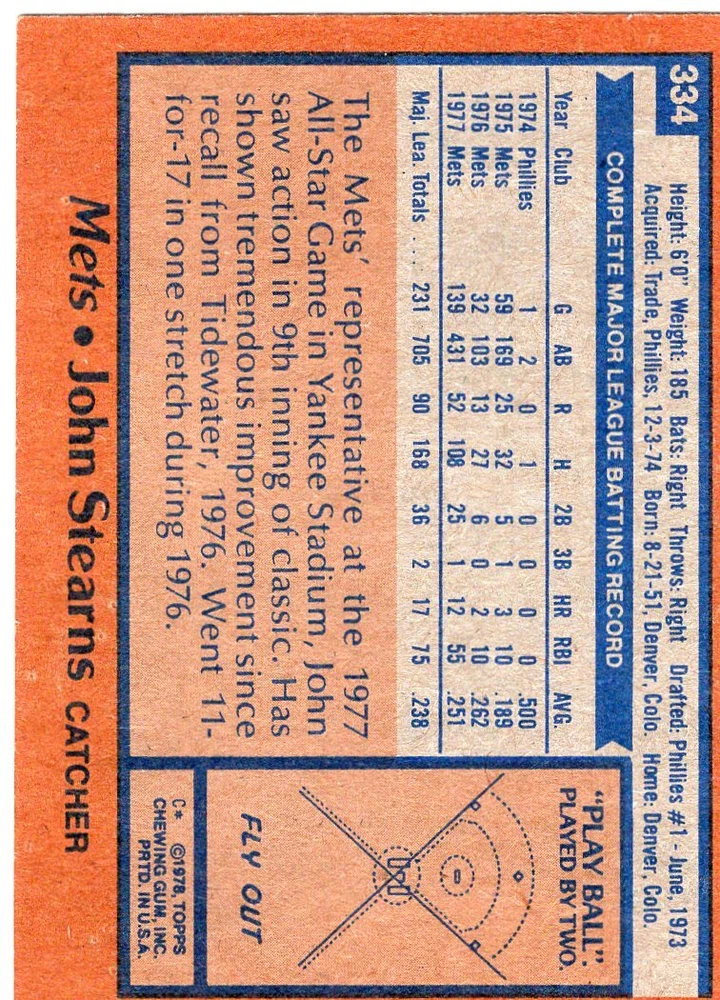 334
Height: 6'0" Weight: 185 Bats: Right Throws: Right Drafted: Phillies #1 - June, 1973
Acquired: Trade, Phillies, 12-3-74 Born: 8-21-51, Denver, Colo. Home: Denver, Colo.
COMPLETE MAJOR LEAGUE BATTING RECORD
Year Club G AB R H 2B 3B HR RBI AVG.
1974 Phillies 1 2 0 1 0 0 0 0 .500
1975 Mets 59 169 25 32 5 1 3 10 .189
1976 Mets 32 103 13 27 6 0 2 10 .262
1977 Mets 139 431 52 108 25 1 12 55 .251
Maj. Lea. Totals .... 231 705 90 168 36 2 17 75 .238
The Mets' representative at the 1977
All-Star Game in Yankee Stadium, John
saw action in 9th inning of classic. Has
shown tremendous improvement since
recall from Tidewater, 1976. Went 11-
for-17 in one stretch during 1976.
"PLAY BALL".
PLAYED BY TWO.
FLY OUT
C* ©1978, TOPPS
CHEWING GUM, INC.
PRTD. IN U.S.A.
Mets • John Stearns CATCHER